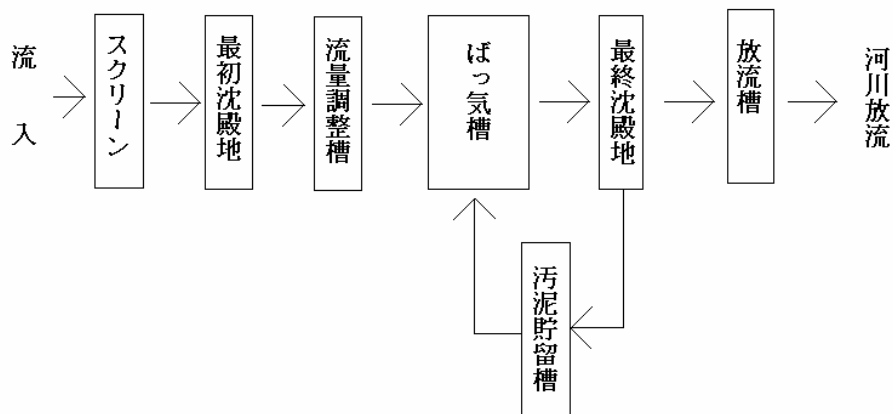 流入
スクリーン
最初沈殿地
流量調整槽
ばっ気槽
最終沈殿地
放流槽
河川放流
汚泥貯留槽